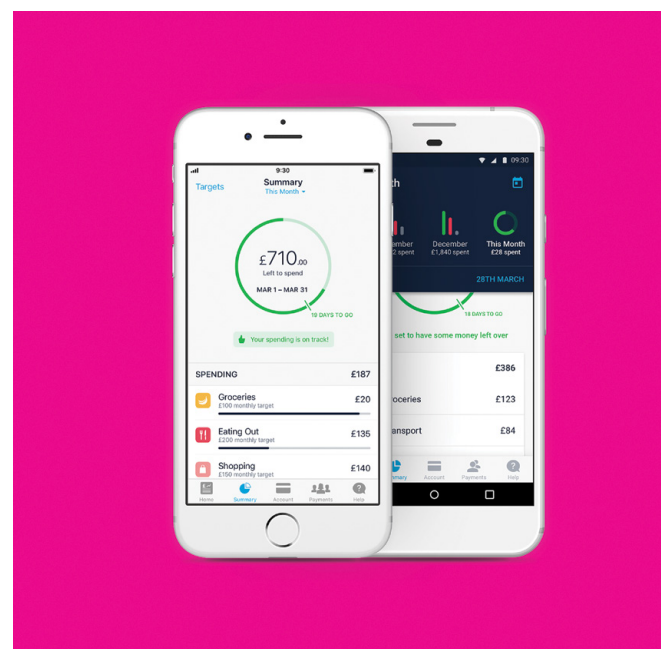 9:30
Targets
Summary
This Month
£710.00
Left to spend
MAR 1 – MAR 31
19 DAYS TO GO
Your spending is on track!
SPENDING £187
Groceries
£100 monthly target
£20
Eating Out
£200 monthly target
£135
Shopping
£150 monthly target
£140
Home Summary Account Payments Help
09:30
th
ember December This Month
2 spent £1,840 spent £28 spent
28TH MARCH
DAYS TO GO
set to have some money left over
£386
roceries £123
ansport £84
mmary Account Payments Help